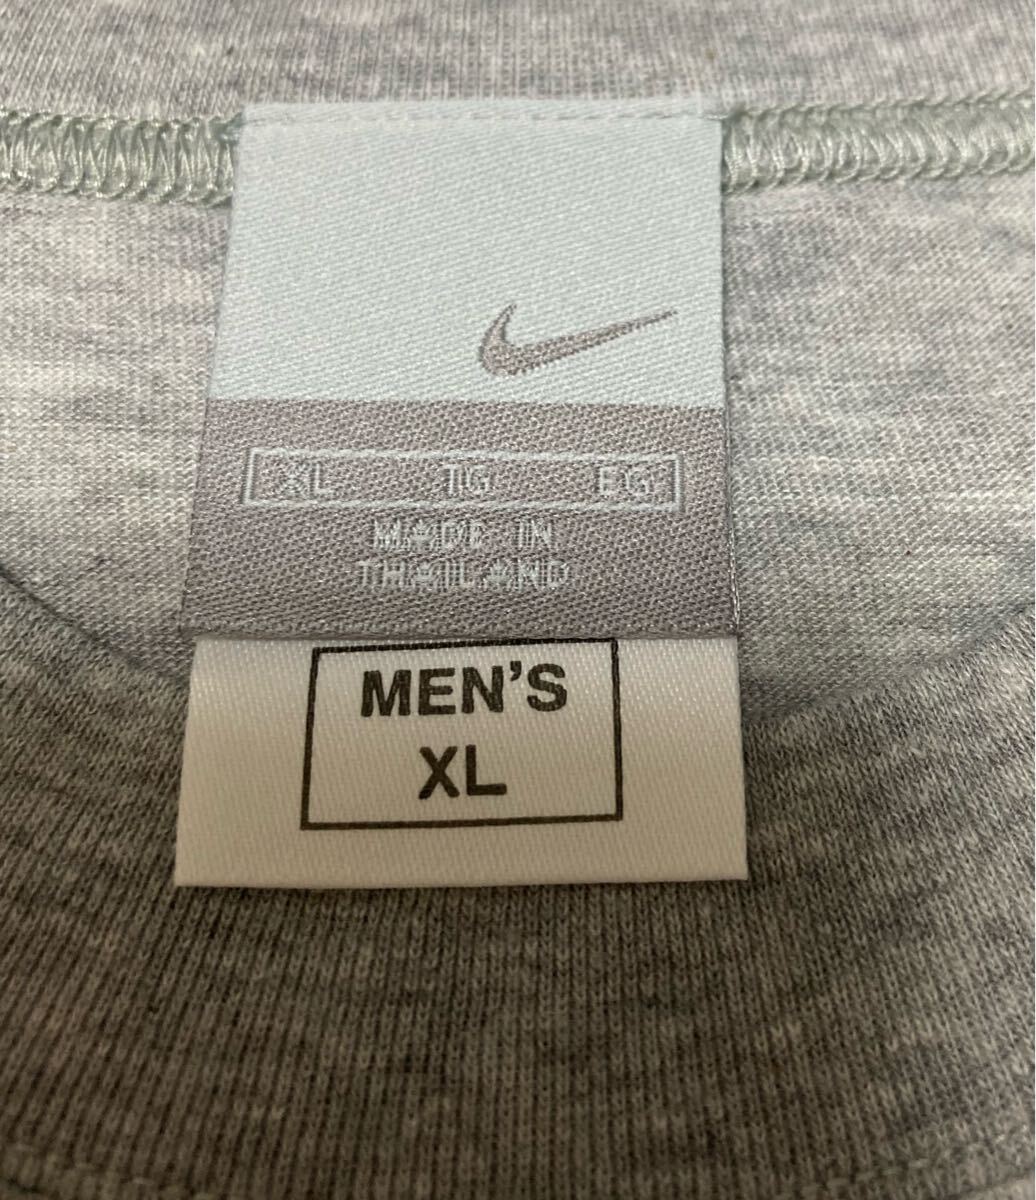 XL TG EG
MADE IN
THAILAND
MEN'S
XL